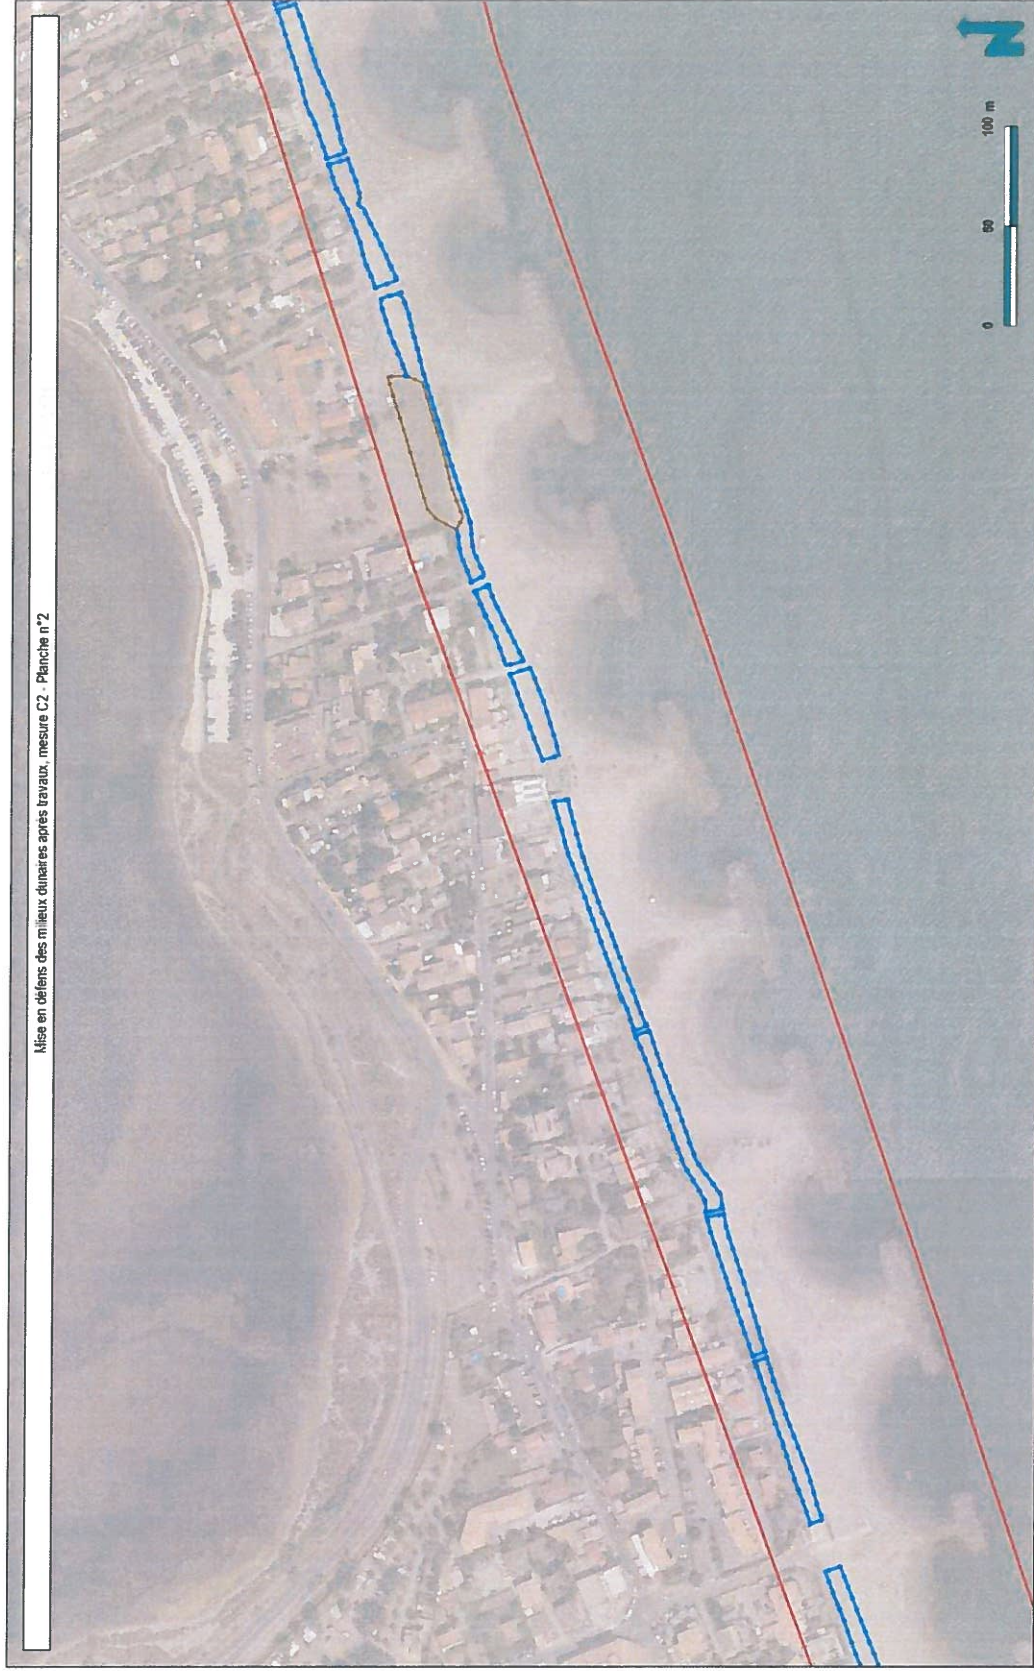 Mise en défens des milieux dunaires après travaux, mesure C2 - Planche n°2
N
0 50 100 m